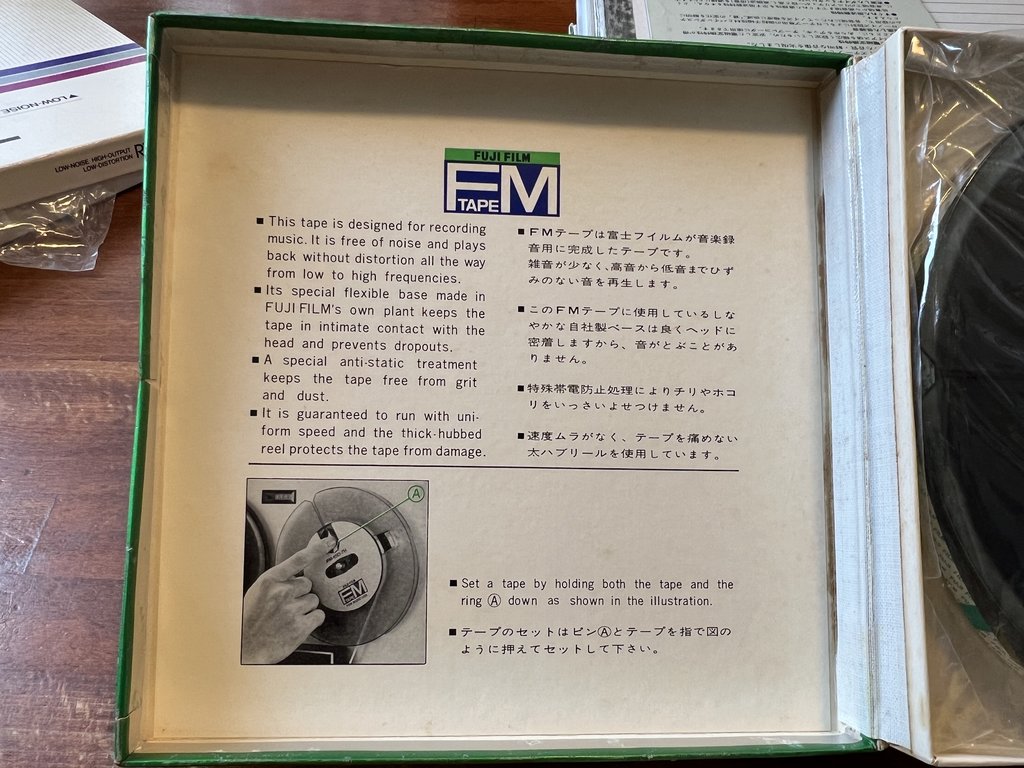 LOW-NOISE
LOW-NOISE HIGH-OUTPUT
LOW-DISTORTION R
FUJI FILM
FM
TAPE
■ This tape is designed for recording
music. It is free of noise and plays
back without distortion all the way
from low to high frequencies.
■ Its special flexible base made in
FUJI FILM's own plant keeps the
tape in intimate contact with the
head and prevents dropouts.
■ A special anti-static treatment
keeps the tape free from grit
and dust.
■ It is guaranteed to run with uni-
form speed and the thick-hubbed
reel protects the tape from damage.
■ FMテープは富士フイルムが音楽録
音用に完成したテープです。
雑音が少なく、高音から低音までひず
みのない音を再生します。
■ このFMテープに使用しているしな
やかな自社製ベースは良くヘッドに
密着しますから、音がとぶことがあ
りません。
■ 特殊帯電防止処理によりチリやホコ
リをいっさいよせつけません。
■ 速度ムラがなく、テープを痛めない
太ハブリールを使用しています。
A
FM
■ Set a tape by holding both the tape and the
ring Ⓐ down as shown in the illustration.
■ テープのセットはピンⒶとテープを指で図の
ように押えてセットして下さい。